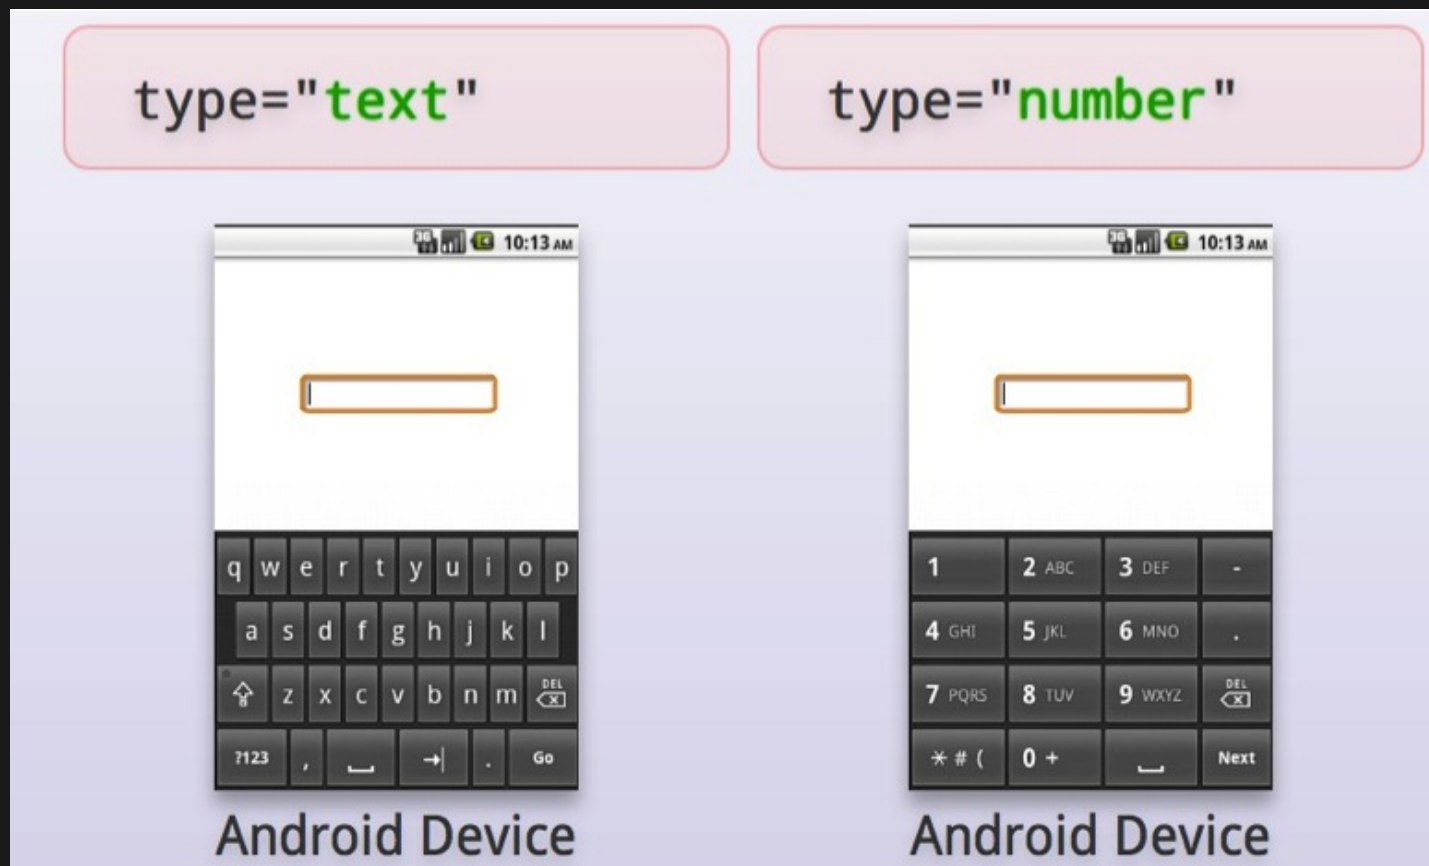 type="text"
10:13 AM
q w e r t y u i o p
a s d f g h j k l
z x c v b n m DEL
?123 , . Go
Android Device
type="number"
10:13 AM
1 2 ABC 3 DEF -
4 GHI 5 JKL 6 MNO .
7 PQRS 8 TUV 9 WXYZ DEL
* # ( 0 + Next
Android Device